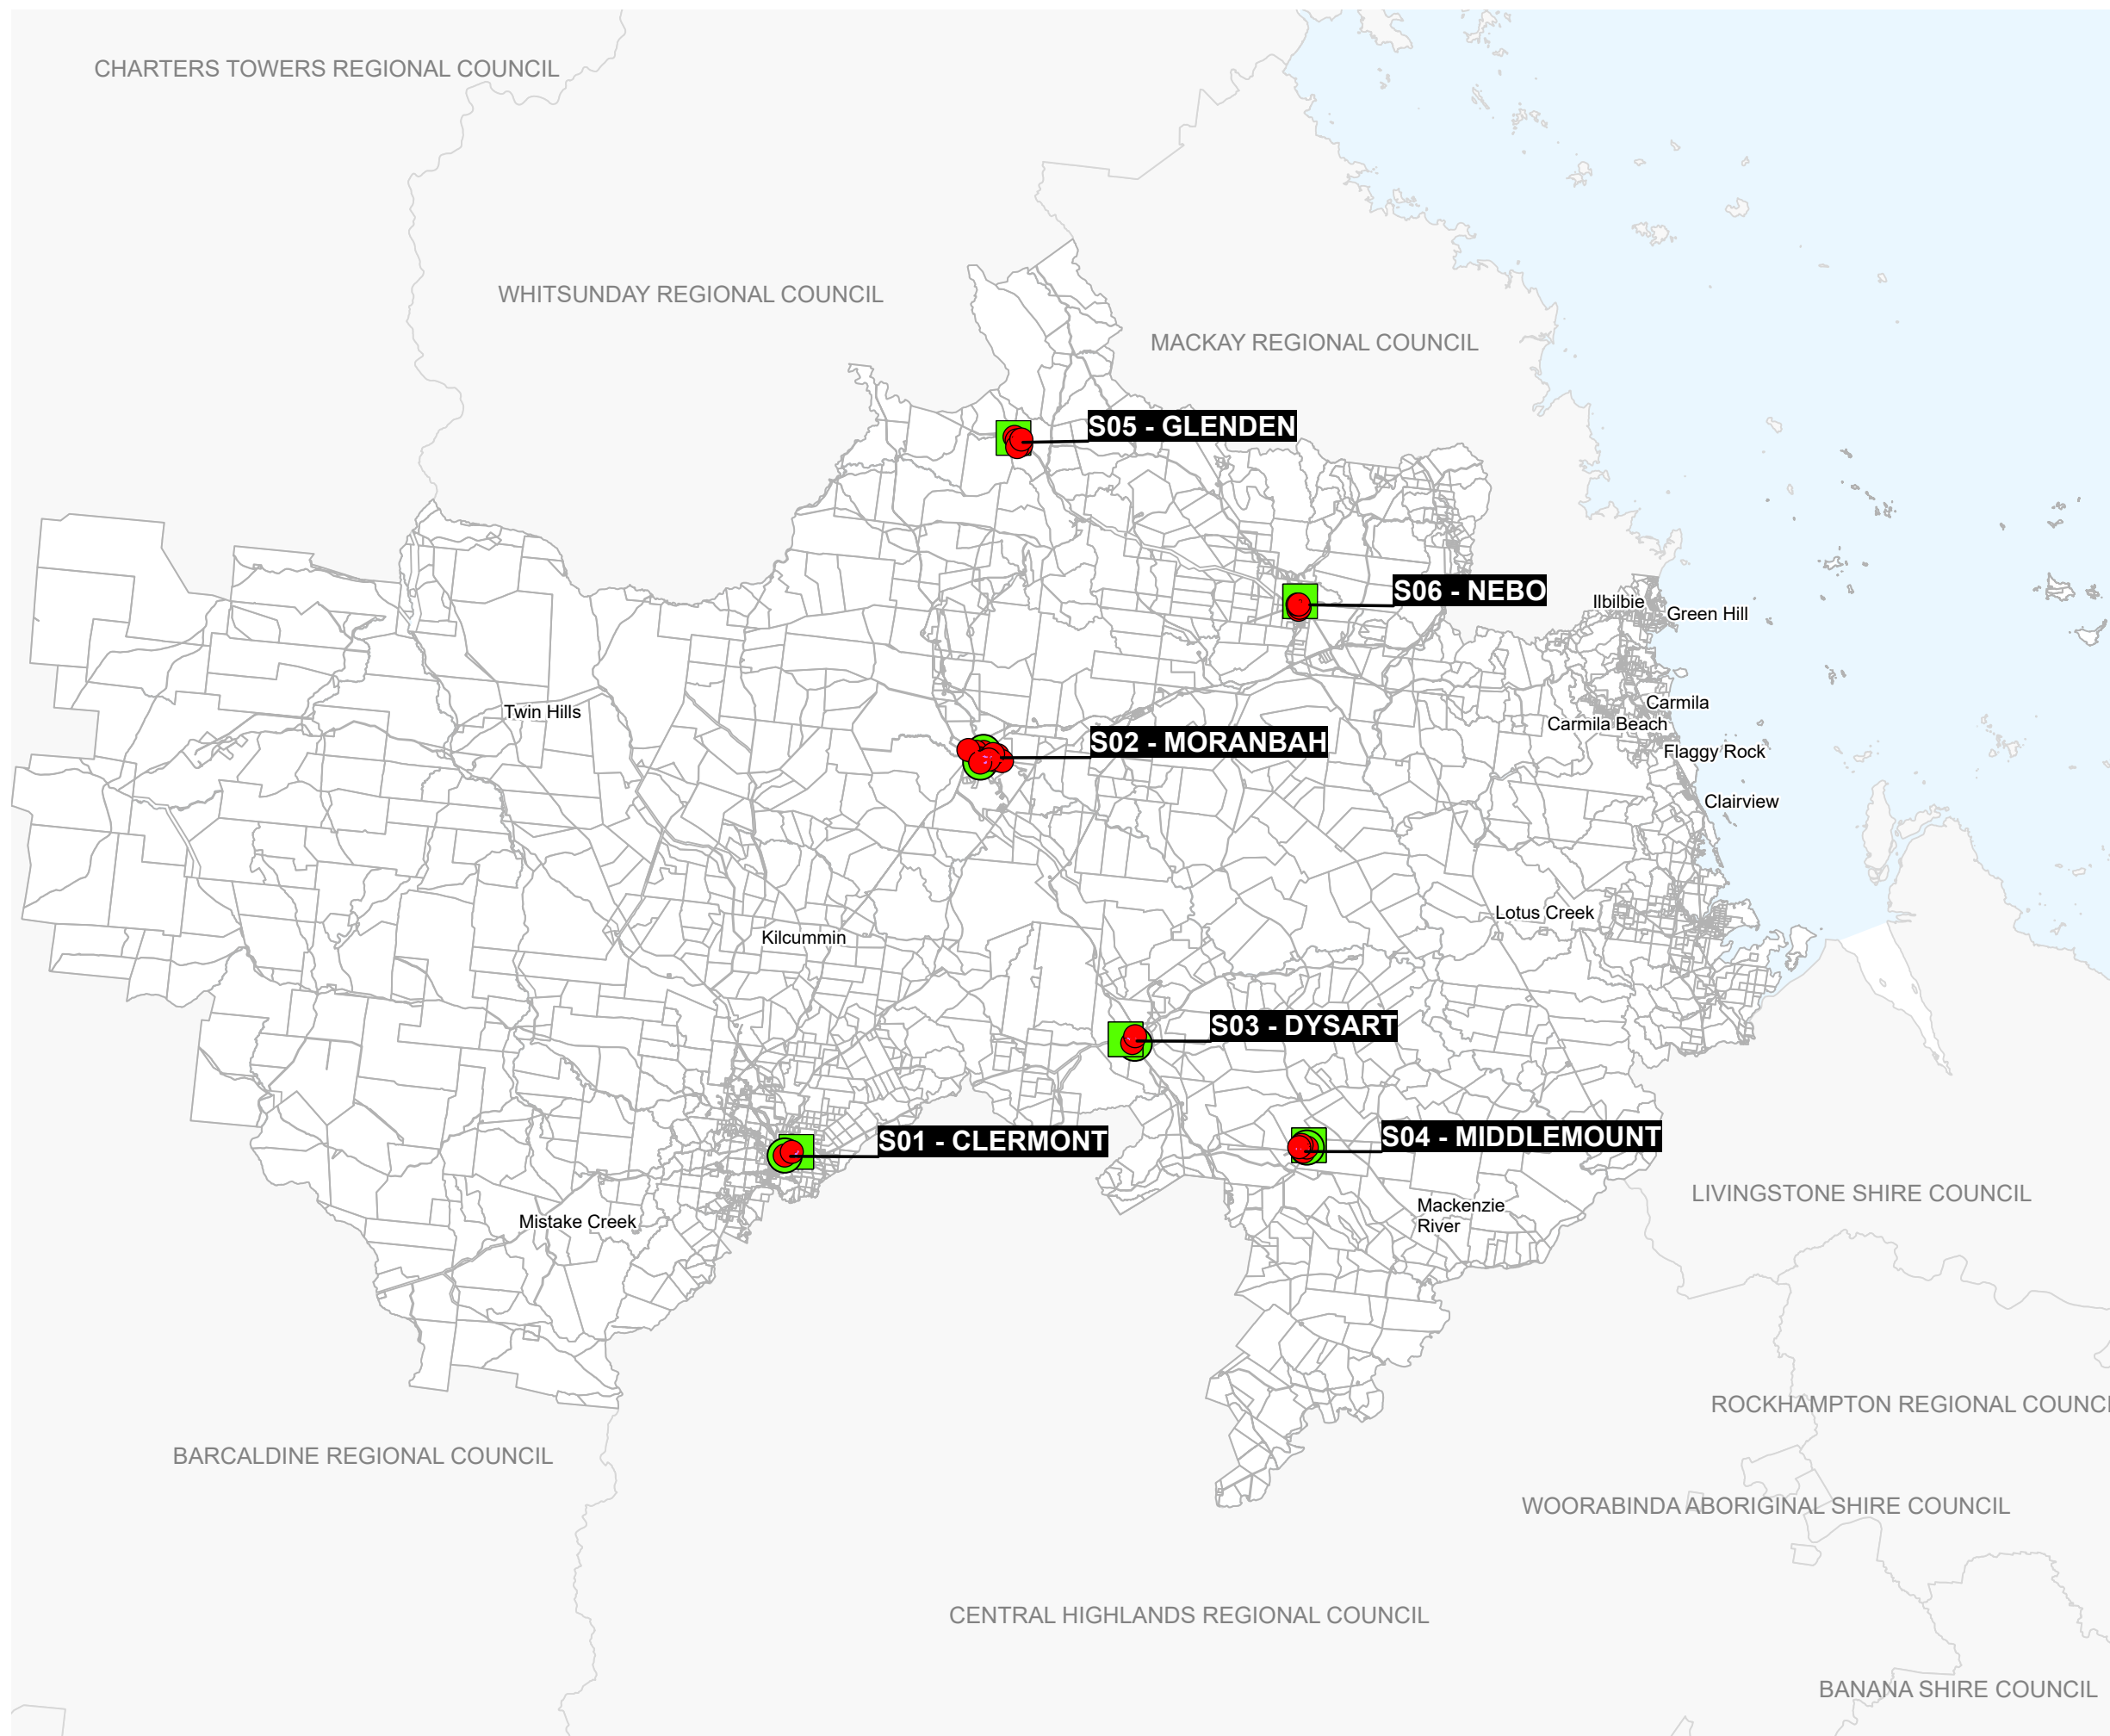 CHARTERS TOWERS REGIONAL COUNCIL
WHITSUNDAY REGIONAL COUNCIL
MACKAY REGIONAL COUNCIL
S05 - GLENDEN
S06 - NEBO
Ilbilbie
Green Hill
Twin Hills
Carmila
Carmila Beach
S02 - MORANBAH
Flaggy Rock
Clairview
Lotus Creek
Kilcummin
S03 - DYSART
S01 - CLERMONT
S04 - MIDDLEMOUNT
LIVINGSTONE SHIRE COUNCIL
Mackenzie
River
Mistake Creek
ROCKHAMPTON REGIONAL COUNCI
BARCALDINE REGIONAL COUNCIL
WOORABINDA ABORIGINAL SHIRE COUNCIL
CENTRAL HIGHLANDS REGIONAL COUNCIL
BANANA SHIRE COUNCIL